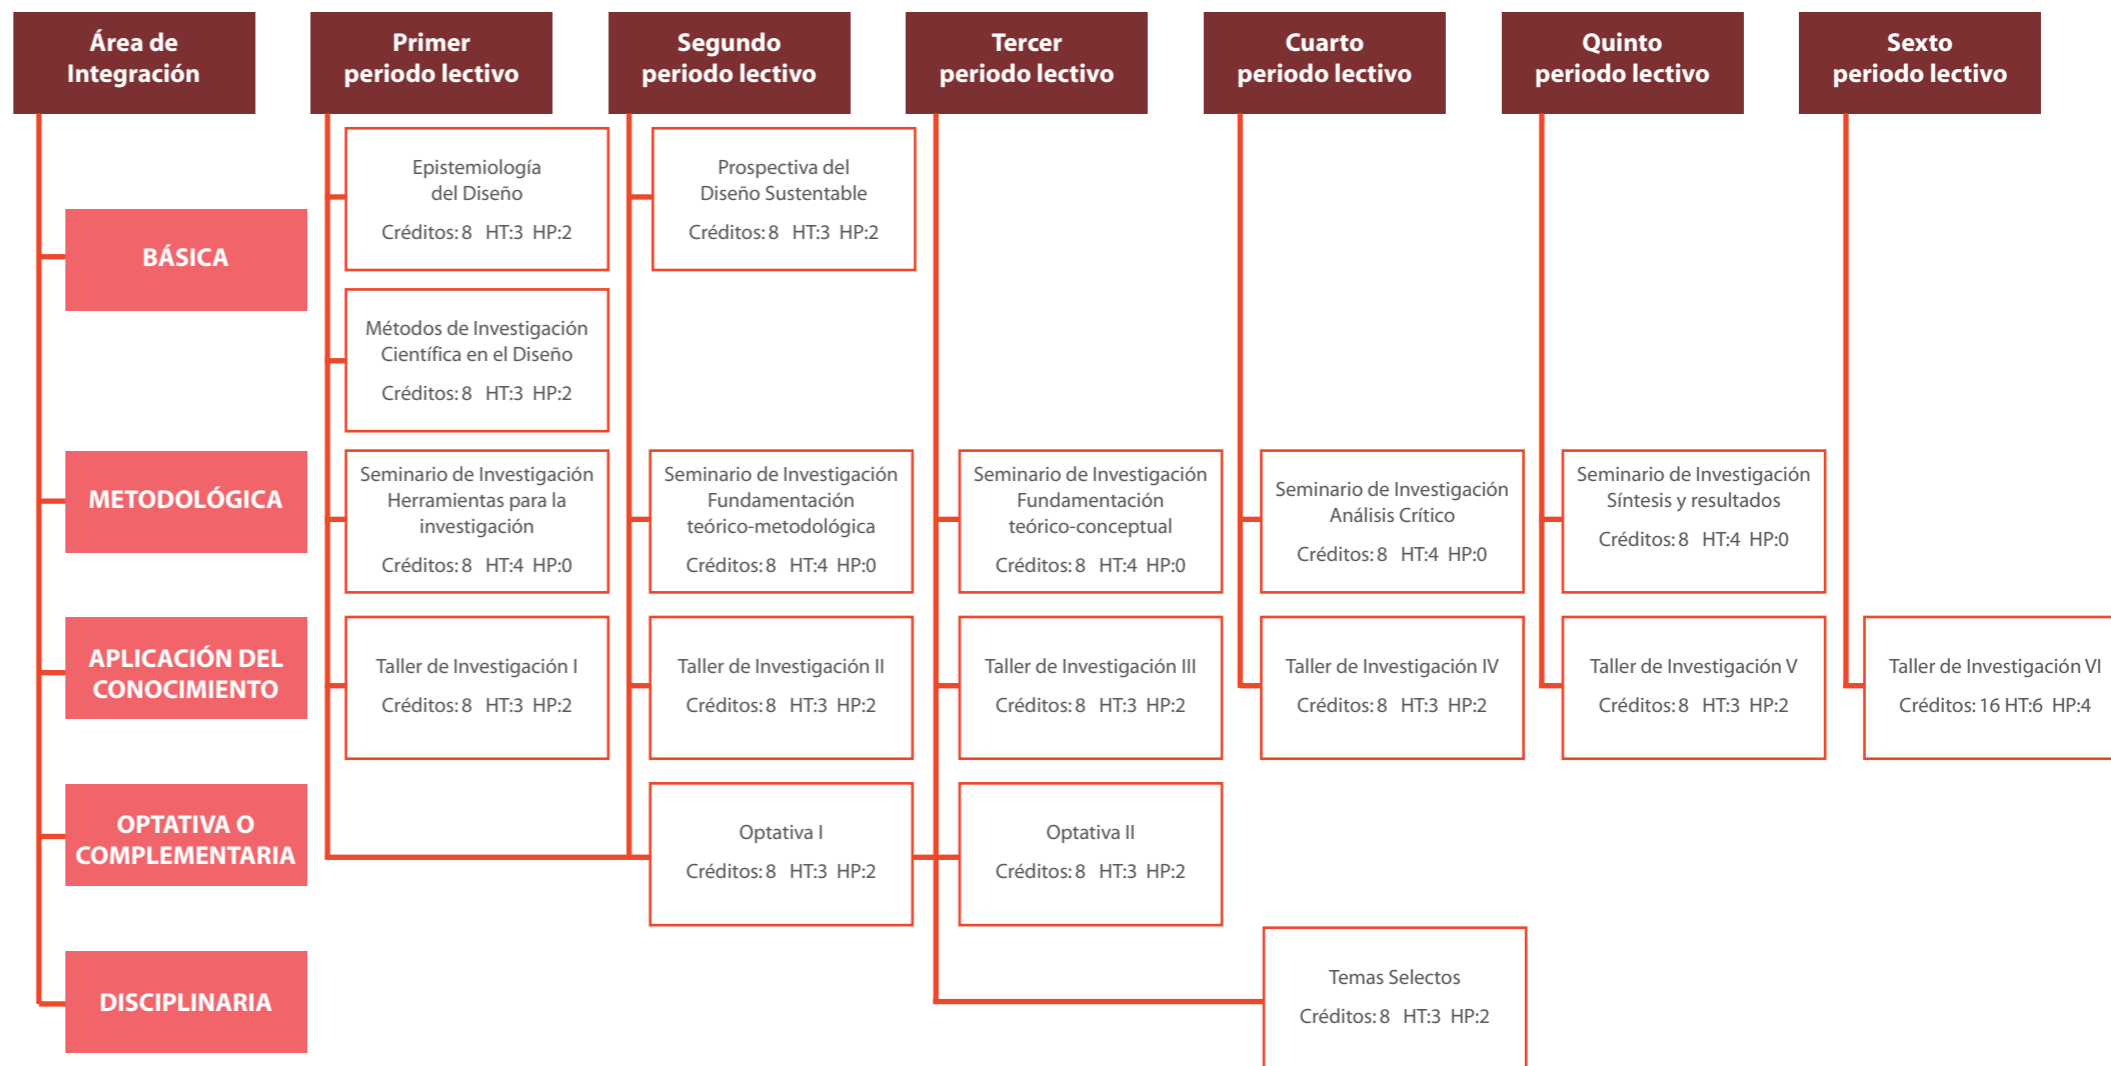 Área de
Integración
Primer
periodo lectivo
Segundo
periodo lectivo
Tercer
periodo lectivo
Cuarto
periodo lectivo
Quinto
periodo lectivo
Sexto
periodo lectivo
BÁSICA
Epistemiología
del Diseño
Créditos: 8 HT:3 HP:2
Prospectiva del
Diseño Sustentable
Créditos: 8 HT:3 HP:2
Métodos de Investigación
Científica en el Diseño
Créditos: 8 HT:3 HP:2
METODOLÓGICA
Seminario de Investigación
Herramientas para la
investigación
Créditos: 8 HT:4 HP:0
Seminario de Investigación
Fundamentación
teórico-metodológica
Créditos: 8 HT:4 HP:0
Seminario de Investigación
Fundamentación
teórico-conceptual
Créditos: 8 HT:4 HP:0
Seminario de Investigación
Análisis Crítico
Créditos: 8 HT:4 HP:0
Seminario de Investigación
Síntesis y resultados
Créditos: 8 HT:4 HP:0
APLICACIÓN DEL
CONOCIMIENTO
Taller de Investigación I
Créditos: 8 HT:3 HP:2
Taller de Investigación II
Créditos: 8 HT:3 HP:2
Taller de Investigación III
Créditos: 8 HT:3 HP:2
Taller de Investigación IV
Créditos: 8 HT:3 HP:2
Taller de Investigación V
Créditos: 8 HT:3 HP:2
Taller de Investigación VI
Créditos: 16 HT:6 HP:4
OPTATIVA O
COMPLEMENTARIA
Optativa I
Créditos: 8 HT:3 HP:2
Optativa II
Créditos: 8 HT:3 HP:2
DISCIPLINARIA
Temas Selectos
Créditos: 8 HT:3 HP:2